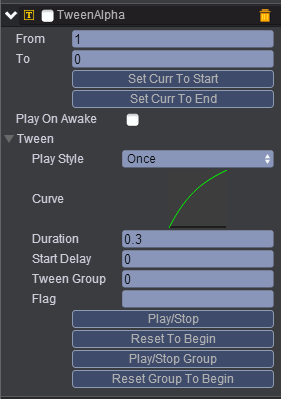 T TweenAlpha
From 1
To 0
Set Curr To Start
Set Curr To End
Play On Awake
Tween
Play Style Once
Curve
Duration 0.3
Start Delay 0
Tween Group 0
Flag
Play/Stop
Reset To Begin
Play/Stop Group
Reset Group To Begin